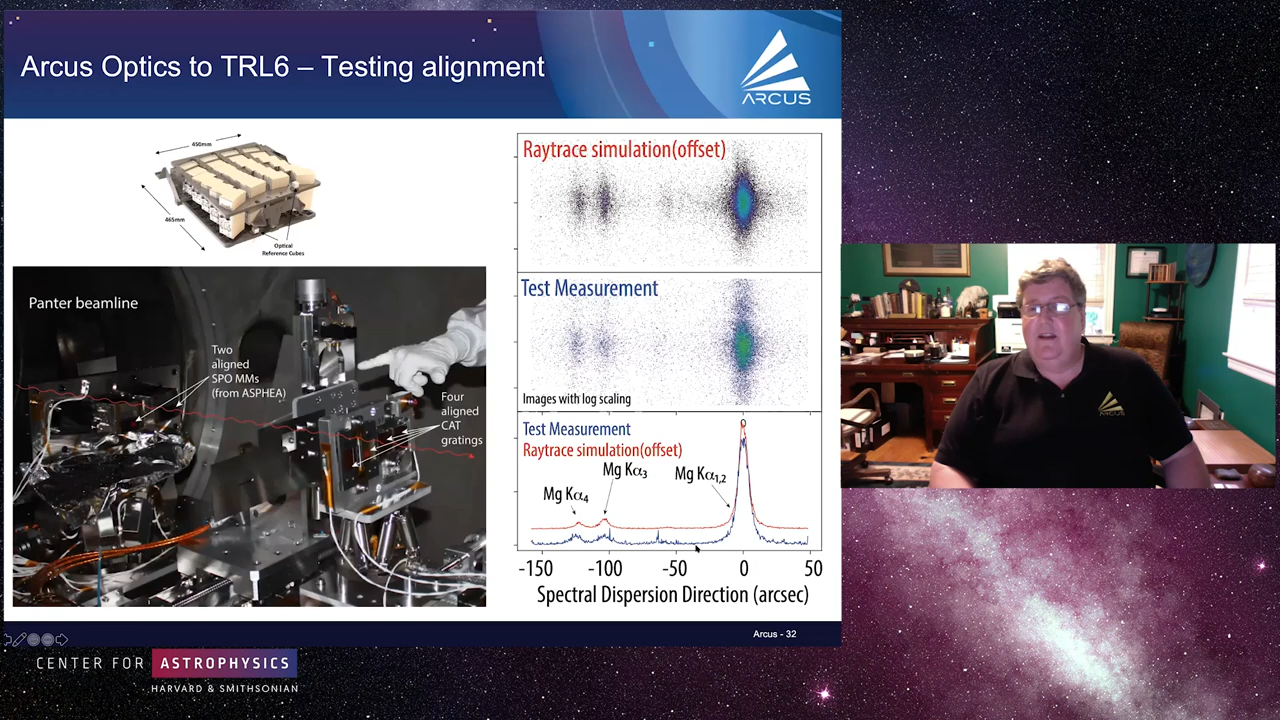 Arcus Optics to TRL6 – Testing alignment
ARCUS
450mm
465mm
Optical
Reference Cubes
Panter beamline
Two
aligned
SPO MMs
(from ASPHEA)
Four
aligned
CAT
gratings
Raytrace simulation(offset)
Test Measurement
Images with log scaling
Test Measurement
Raytrace simulation(offset)
Mg Kα4
Mg Kα3
Mg Kα1,2
-150 -100 -50 0 50
Spectral Dispersion Direction (arcsec)
Arcus - 32
ARCUS
CENTER FOR ASTROPHYSICS
HARVARD & SMITHSONIAN